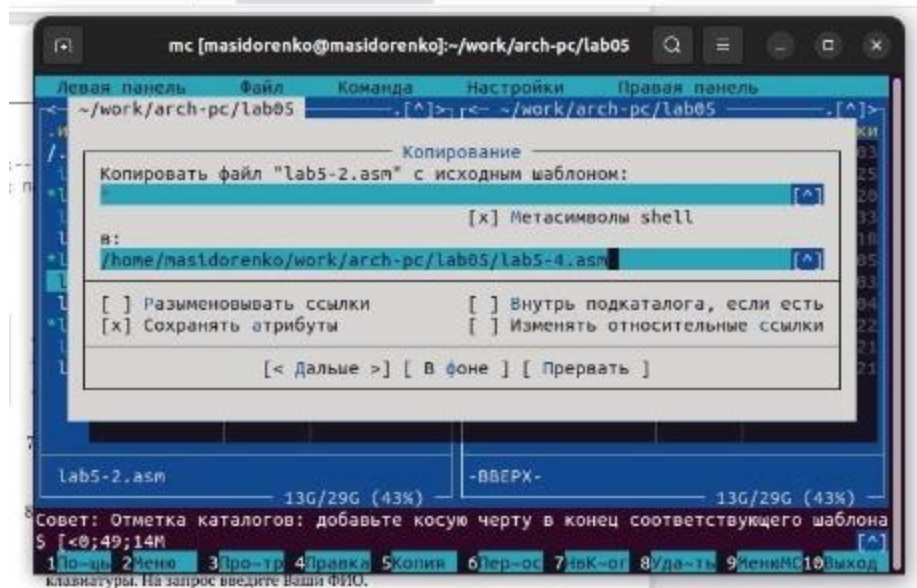 mc [masidorenko@masidorenko]:~/work/arch-pc/lab05
Левая панель Файл Команда Настройки Правая панель
<— ~/work/arch-pc/lab05 .[^]> <— ~/work/arch-pc/lab05 .[^]>
Копирование
Копировать файл "lab5-2.asm" с исходным шаблоном:
* [^]
[x] Метасимволы shell
в:
/home/masidorenko/work/arch-pc/lab05/lab5-4.asm [^]
[ ] Разыменовывать ссылки [ ] Внутрь подкаталога, если есть
[x] Сохранять атрибуты [ ] Изменять относительные ссылки
[< Дальше >] [ В фоне ] [ Прервать ]
lab5-2.asm -ВВЕРХ-
13G/29G (43%) 13G/29G (43%)
Совет: Отметка каталогов: добавьте косую черту в конец соответствующего шаблона
S [<0;49;14M [^]
1По~щь 2Меню 3Про~тр 4Правка 5Копия 6Пер~ос 7НвК~ог 8Уда~ть 9МенюMC 10Выход
клавиатуры. На запрос введите Ваши ФИО.